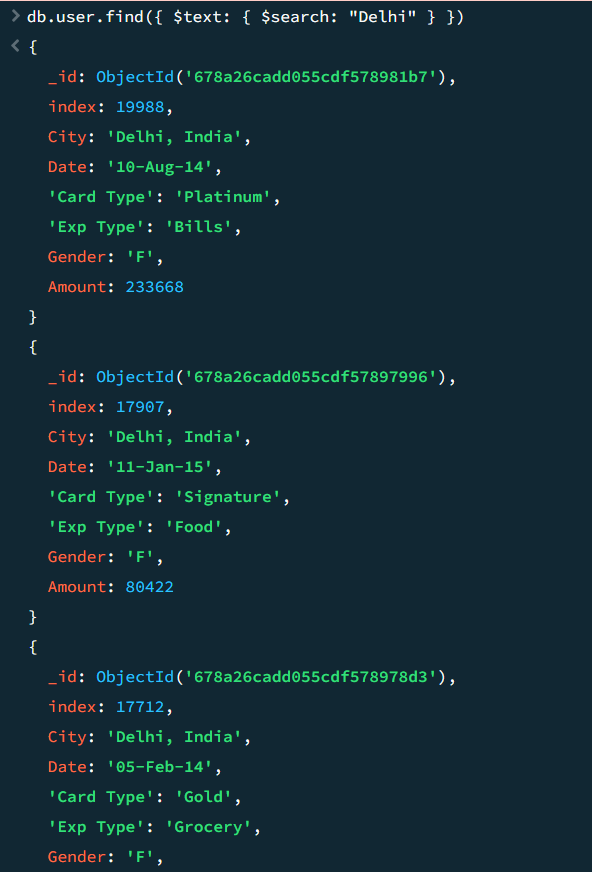 > db.user.find({ $text: { $search: "Delhi" } })
< {
_id: ObjectId('678a26cadd055cdf578981b7'),
index: 19988,
City: 'Delhi, India',
Date: '10-Aug-14',
'Card Type': 'Platinum',
'Exp Type': 'Bills',
Gender: 'F',
Amount: 233668
}
{
_id: ObjectId('678a26cadd055cdf57897996'),
index: 17907,
City: 'Delhi, India',
Date: '11-Jan-15',
'Card Type': 'Signature',
'Exp Type': 'Food',
Gender: 'F',
Amount: 80422
}
{
_id: ObjectId('678a26cadd055cdf578978d3'),
index: 17712,
City: 'Delhi, India',
Date: '05-Feb-14',
'Card Type': 'Gold',
'Exp Type': 'Grocery',
Gender: 'F',